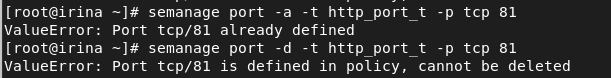 [root@irina ~]# semanage port -a -t http_port_t -p tcp 81
ValueError: Port tcp/81 already defined
[root@irina ~]# semanage port -d -t http_port_t -p tcp 81
ValueError: Port tcp/81 is defined in policy, cannot be deleted